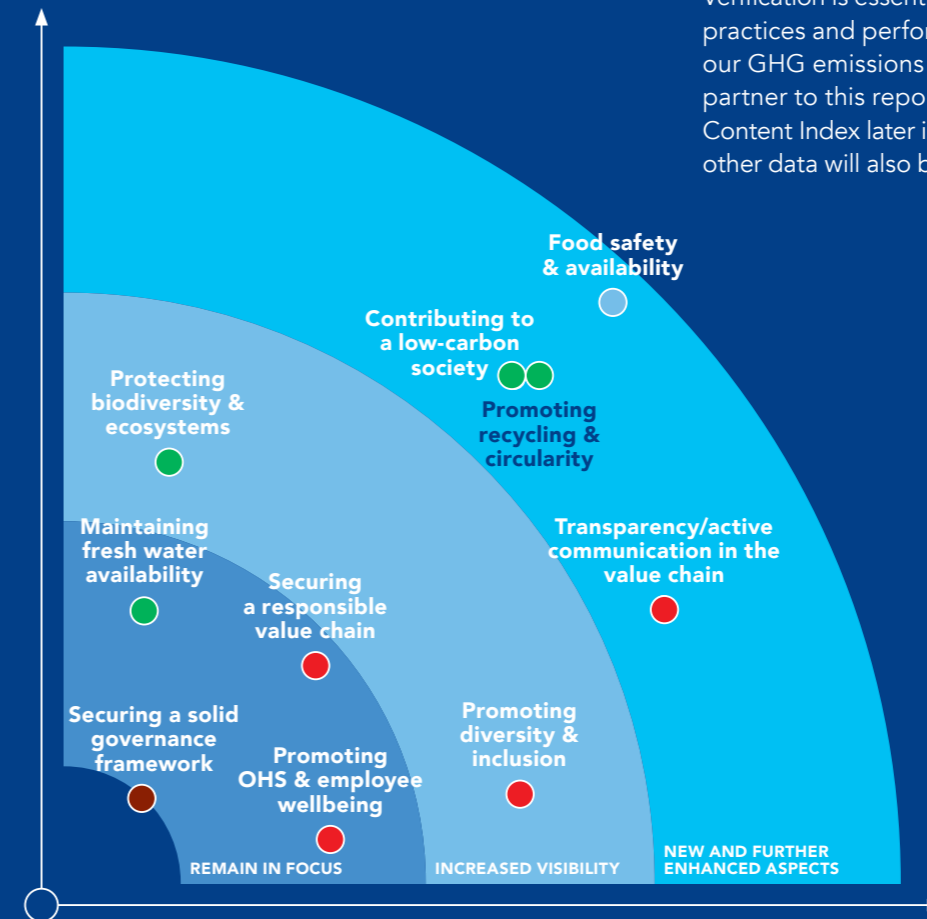 Verification is essent
practices and perfor
our GHG emissions
partner to this repo
Content Index later i
other data will also b
Food safety
& availability
Contributing to
a low-carbon
society
Promoting
recycling &
circularity
Protecting
biodiversity &
ecosystems
Maintaining
fresh water
availability
Securing
a responsible
value chain
Transparency/active
communication in the
value chain
Securing a solid
governance
framework
Promoting
OHS & employee
wellbeing
Promoting
diversity &
inclusion
REMAIN IN FOCUS
INCREASED VISIBILITY
NEW AND FURTHER
ENHANCED ASPECTS